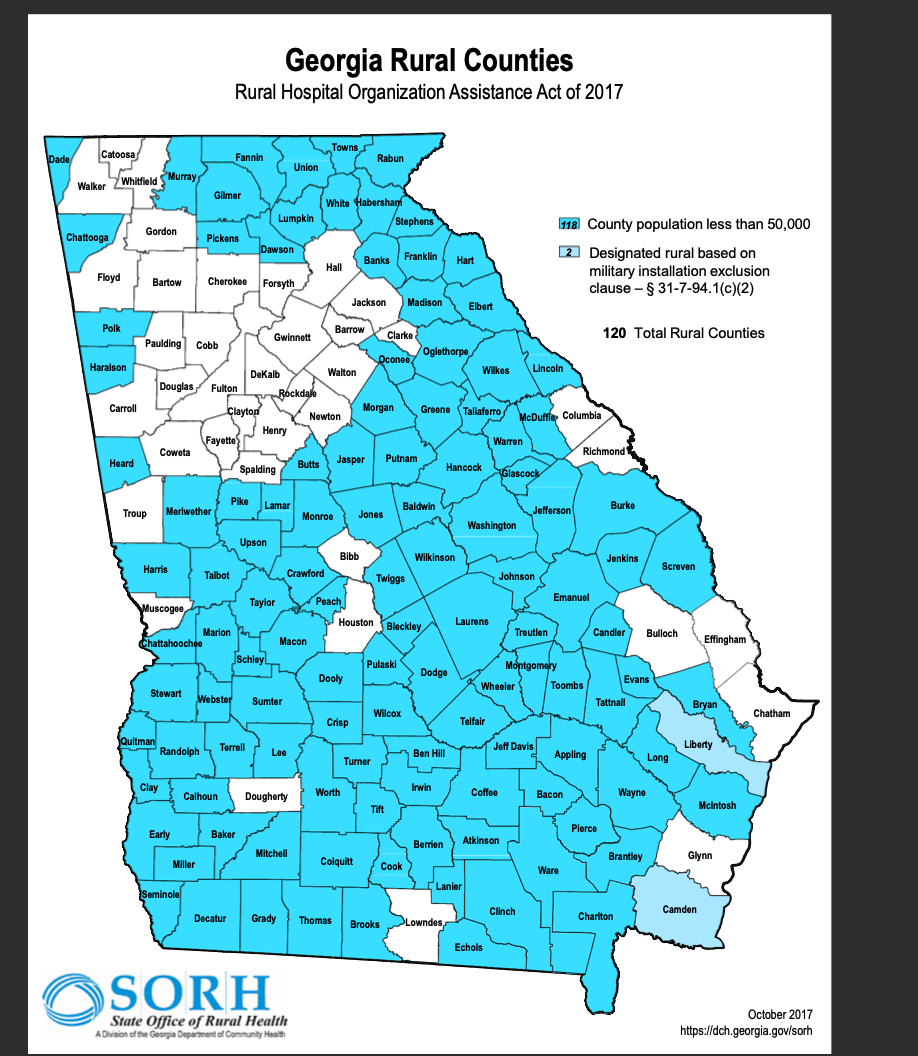 Georgia Rural Counties
Rural Hospital Organization Assistance Act of 2017
118 County population less than 50,000
2 Designated rural based on
military installation exclusion
clause – § 31-7-94.1(c)(2)
120 Total Rural Counties
Dade
Catoosa
Walker
Whitfield
Murray
Fannin
Gilmer
Union
Towns
Rabun
White
Habersham
Lumpkin
Stephens
Chattooga
Gordon
Pickens
Dawson
Hall
Banks
Franklin
Hart
Floyd
Bartow
Cherokee
Forsyth
Jackson
Madison
Elbert
Polk
Paulding
Cobb
Gwinnett
Barrow
Clarke
Oconee
Oglethorpe
Wilkes
Lincoln
Haralson
Douglas
Fulton
DeKalb
Rockdale
Walton
Morgan
Greene
Taliaferro
McDuffie
Columbia
Carroll
Clayton
Henry
Newton
Fayette
Coweta
Spalding
Butts
Jasper
Putnam
Hancock
Warren
Glascock
Richmond
Heard
Troup
Meriwether
Pike
Lamar
Monroe
Jones
Baldwin
Washington
Jefferson
Burke
Upson
Bibb
Wilkinson
Jenkins
Screven
Harris
Talbot
Crawford
Twiggs
Johnson
Emanuel
Muscogee
Taylor
Peach
Houston
Bleckley
Laurens
Treutlen
Candler
Bulloch
Effingham
Chattahoochee
Marion
Macon
Schley
Pulaski
Dodge
Montgomery
Wheeler
Toombs
Tattnall
Evans
Bryan
Chatham
Stewart
Webster
Sumter
Dooly
Crisp
Wilcox
Telfair
Liberty
Long
Quitman
Randolph
Terrell
Lee
Turner
Ben Hill
Jeff Davis
Appling
Wayne
McIntosh
Clay
Calhoun
Dougherty
Worth
Tift
Irwin
Coffee
Bacon
Pierce
Early
Baker
Miller
Mitchell
Colquitt
Cook
Berrien
Atkinson
Ware
Brantley
Glynn
Seminole
Decatur
Grady
Thomas
Brooks
Lowndes
Lanier
Echols
Clinch
Charlton
Camden
SORH
State Office of Rural Health
A Division of the Georgia Department of Community Health
October 2017
https://dch.georgia.gov/sorh